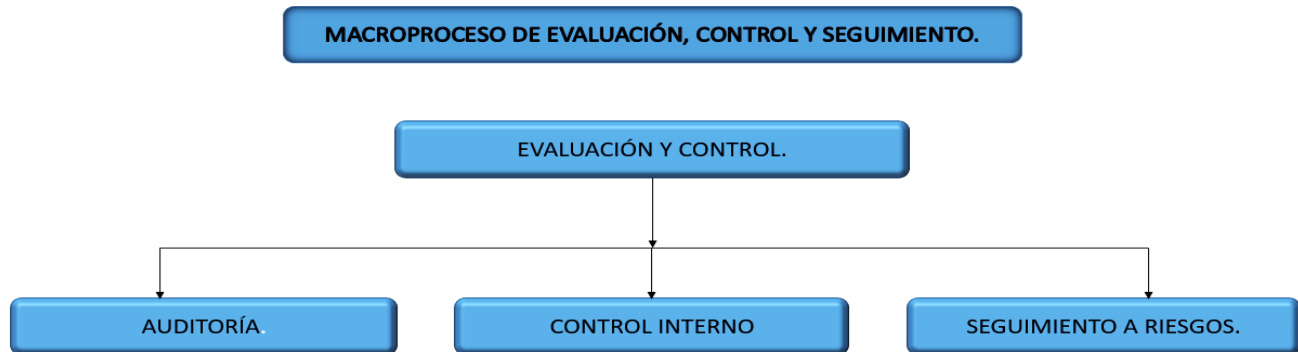 MACROPROCESO DE EVALUACIÓN, CONTROL Y SEGUIMIENTO.
EVALUACIÓN Y CONTROL.
AUDITORÍA.
CONTROL INTERNO
SEGUIMIENTO A RIESGOS.